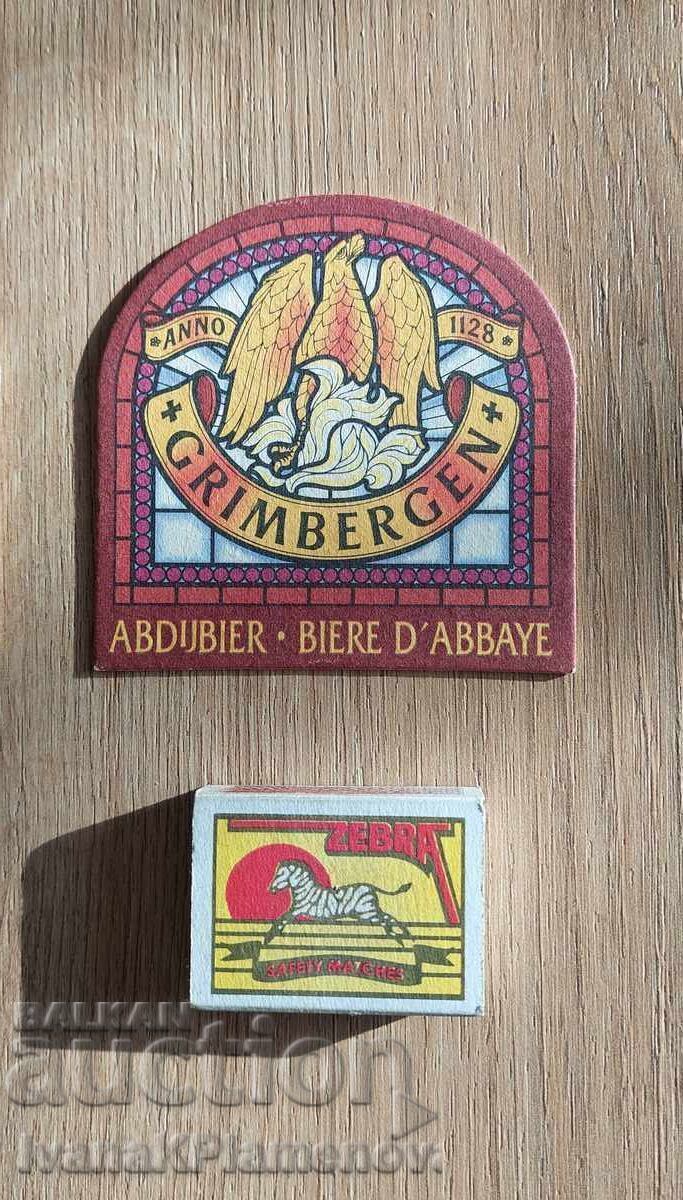 ANNO 1128
GRIMBERGEN
ABDIJBIER · BIERE D'ABBAYE
ZEBRA
SAFETY MATCHES
BALKAN
auction
IvanaKPlamenov.